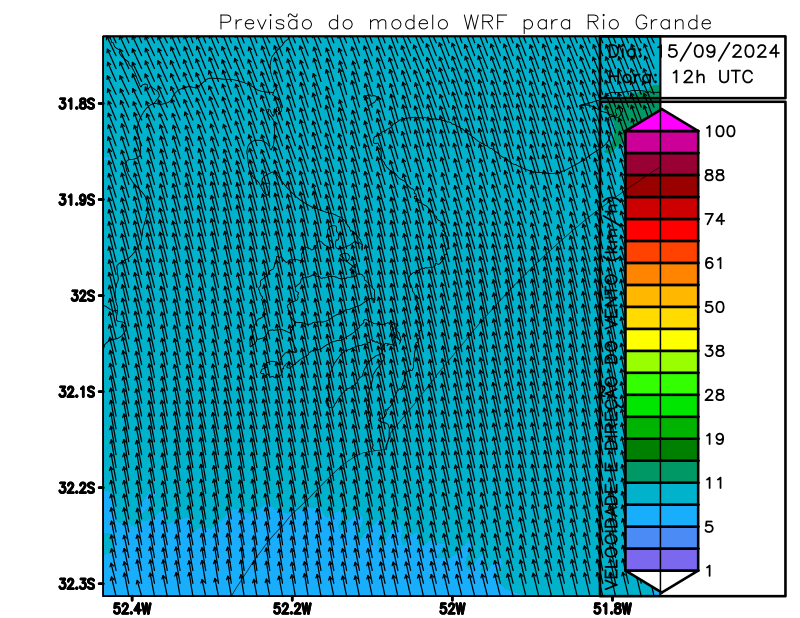 Previsão do modelo WRF para Rio Grande
Dia: 15/09/2024
Hora: 12h UTC
31.8S
31.9S
32S
32.1S
32.2S
32.3S
52.4W
52.2W
52W
51.8W
VELOCIDADE E DIREÇÃO DO VENTO (km/h)
100
88
74
61
50
38
28
19
11
5
1